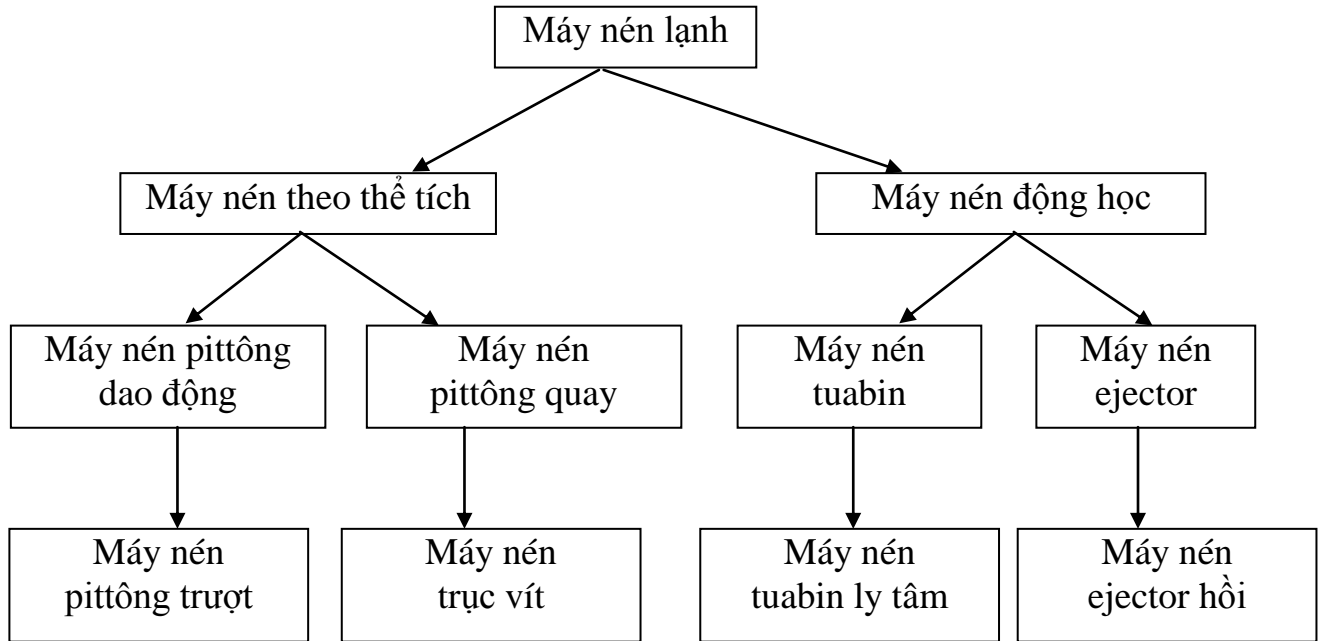 Máy nén lạnh
Máy nén theo thể tích
Máy nén động học
Máy nén pittông
dao động
Máy nén
pittông quay
Máy nén
tuabin
Máy nén
ejector
Máy nén
pittông trượt
Máy nén
trục vít
Máy nén
tuabin ly tâm
Máy nén
ejector hồi